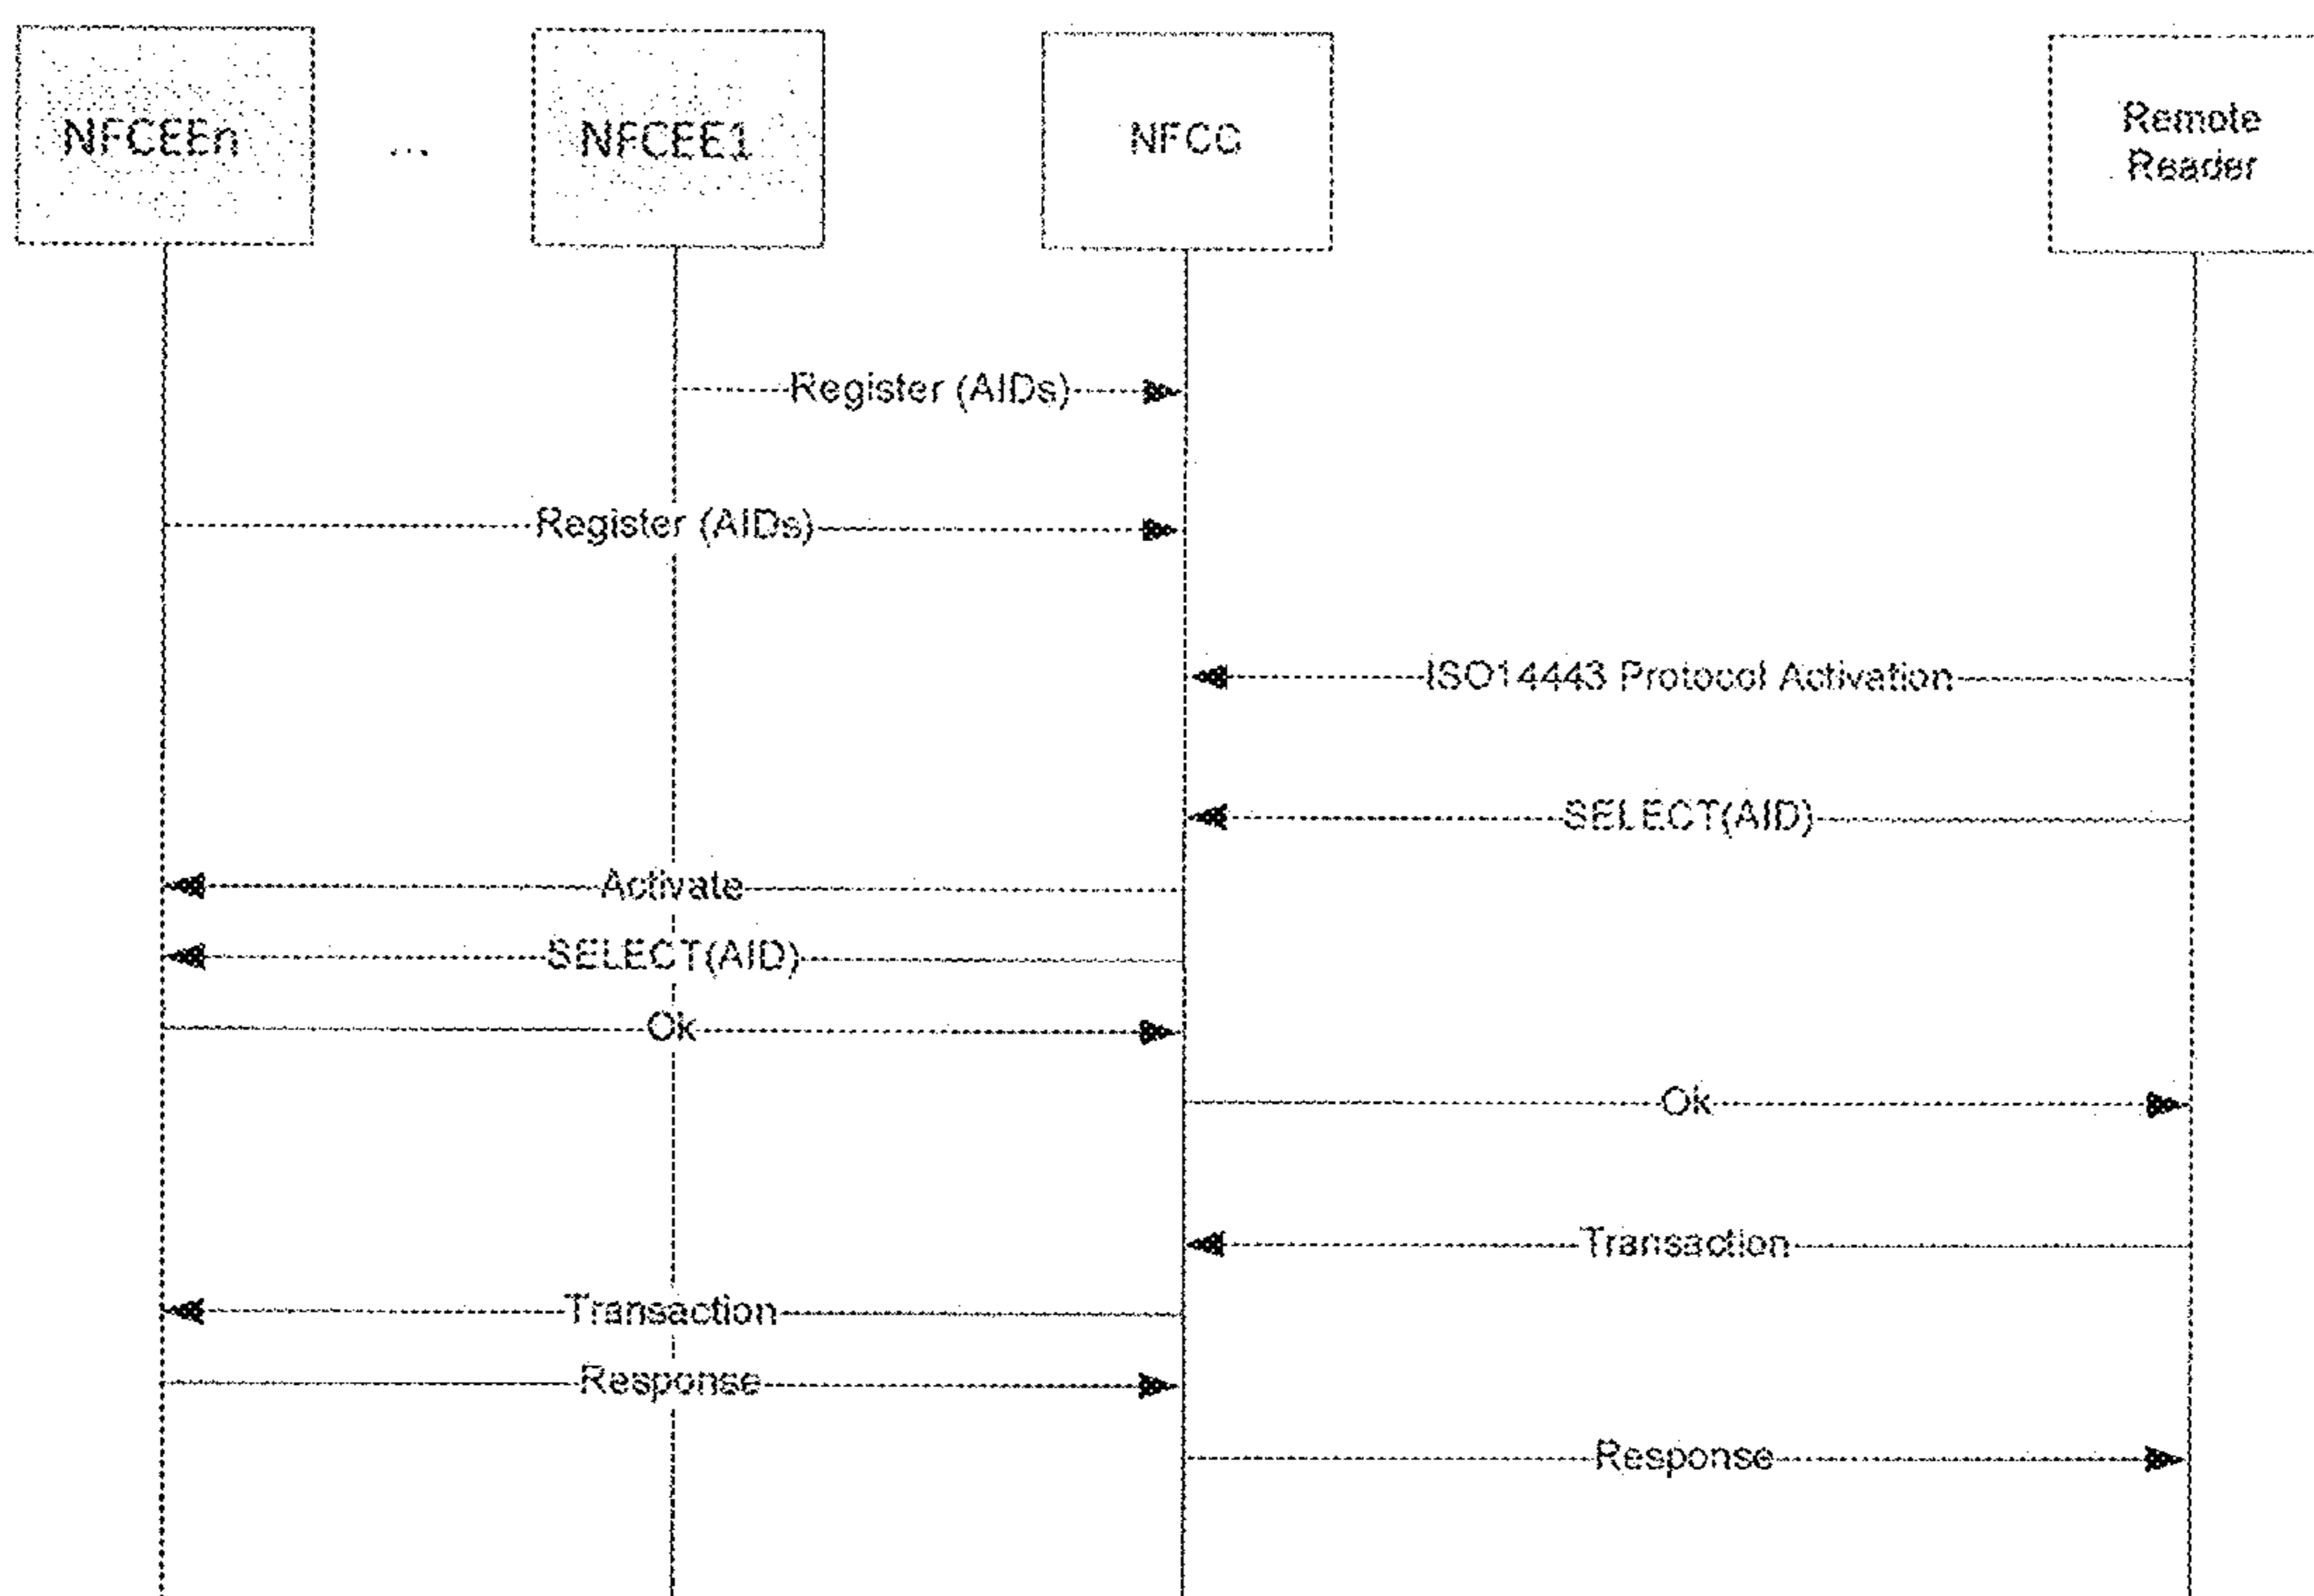 NFCEEn
...
NFCEE1
NFCC
Remote
Reader
Register (AIDs)
Register (AIDs)
ISO14443 Protocol Activation
SELECT(AID)
Activate
SELECT(AID)
Ok
Ok
Transaction
Transaction
Response
Response